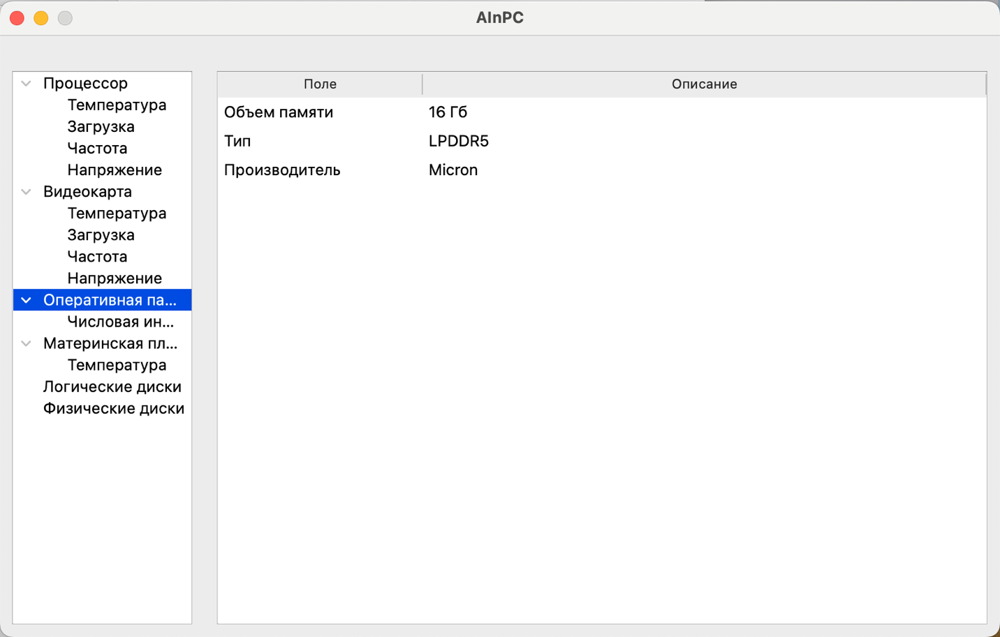 AInPC
Процессор
Температура
Загрузка
Частота
Напряжение
Видеокарта
Температура
Загрузка
Частота
Напряжение
Оперативная па...
Числовая ин...
Материнская пл...
Температура
Логические диски
Физические диски
Поле Описание
Объем памяти 16 Гб
Тип LPDDR5
Производитель Micron